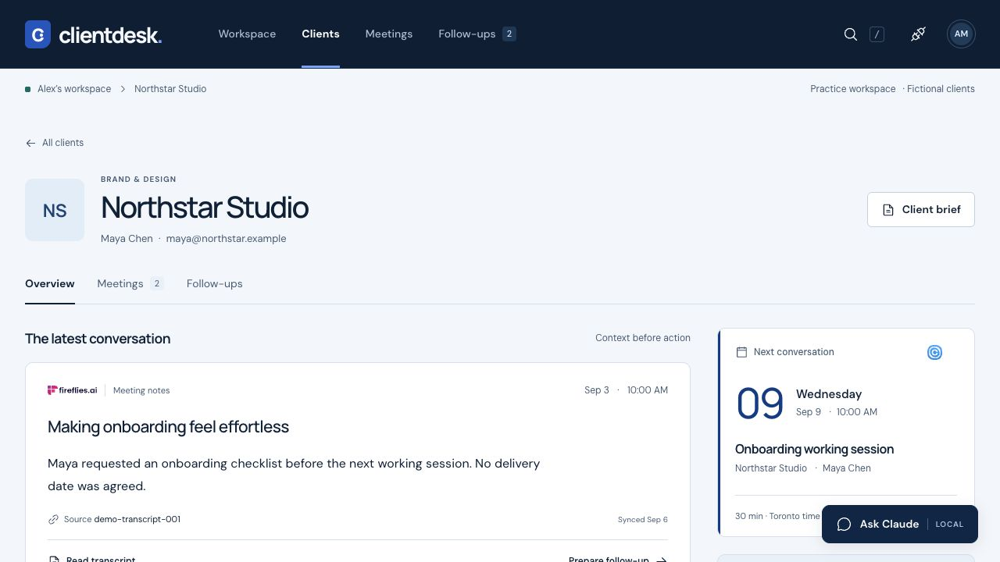 clientdesk.
Workspace
Clients
Meetings
Follow-ups 2
/
AM
Alex's workspace > Northstar Studio
Practice workspace · Fictional clients
← All clients
NS
BRAND & DESIGN
Northstar Studio
Maya Chen · maya@northstar.example
Client brief
Overview
Meetings 2
Follow-ups
The latest conversation
Context before action
fireflies.ai
Meeting notes
Sep 3 · 10:00 AM
Making onboarding feel effortless
Maya requested an onboarding checklist before the next working session. No delivery
date was agreed.
Source demo-transcript-001
Synced Sep 6
Read transcript
Prepare follow-up →
Next conversation
09
Wednesday
Sep 9 · 10:00 AM
Onboarding working session
Northstar Studio · Maya Chen
30 min · Toronto time
Ask Claude
LOCAL